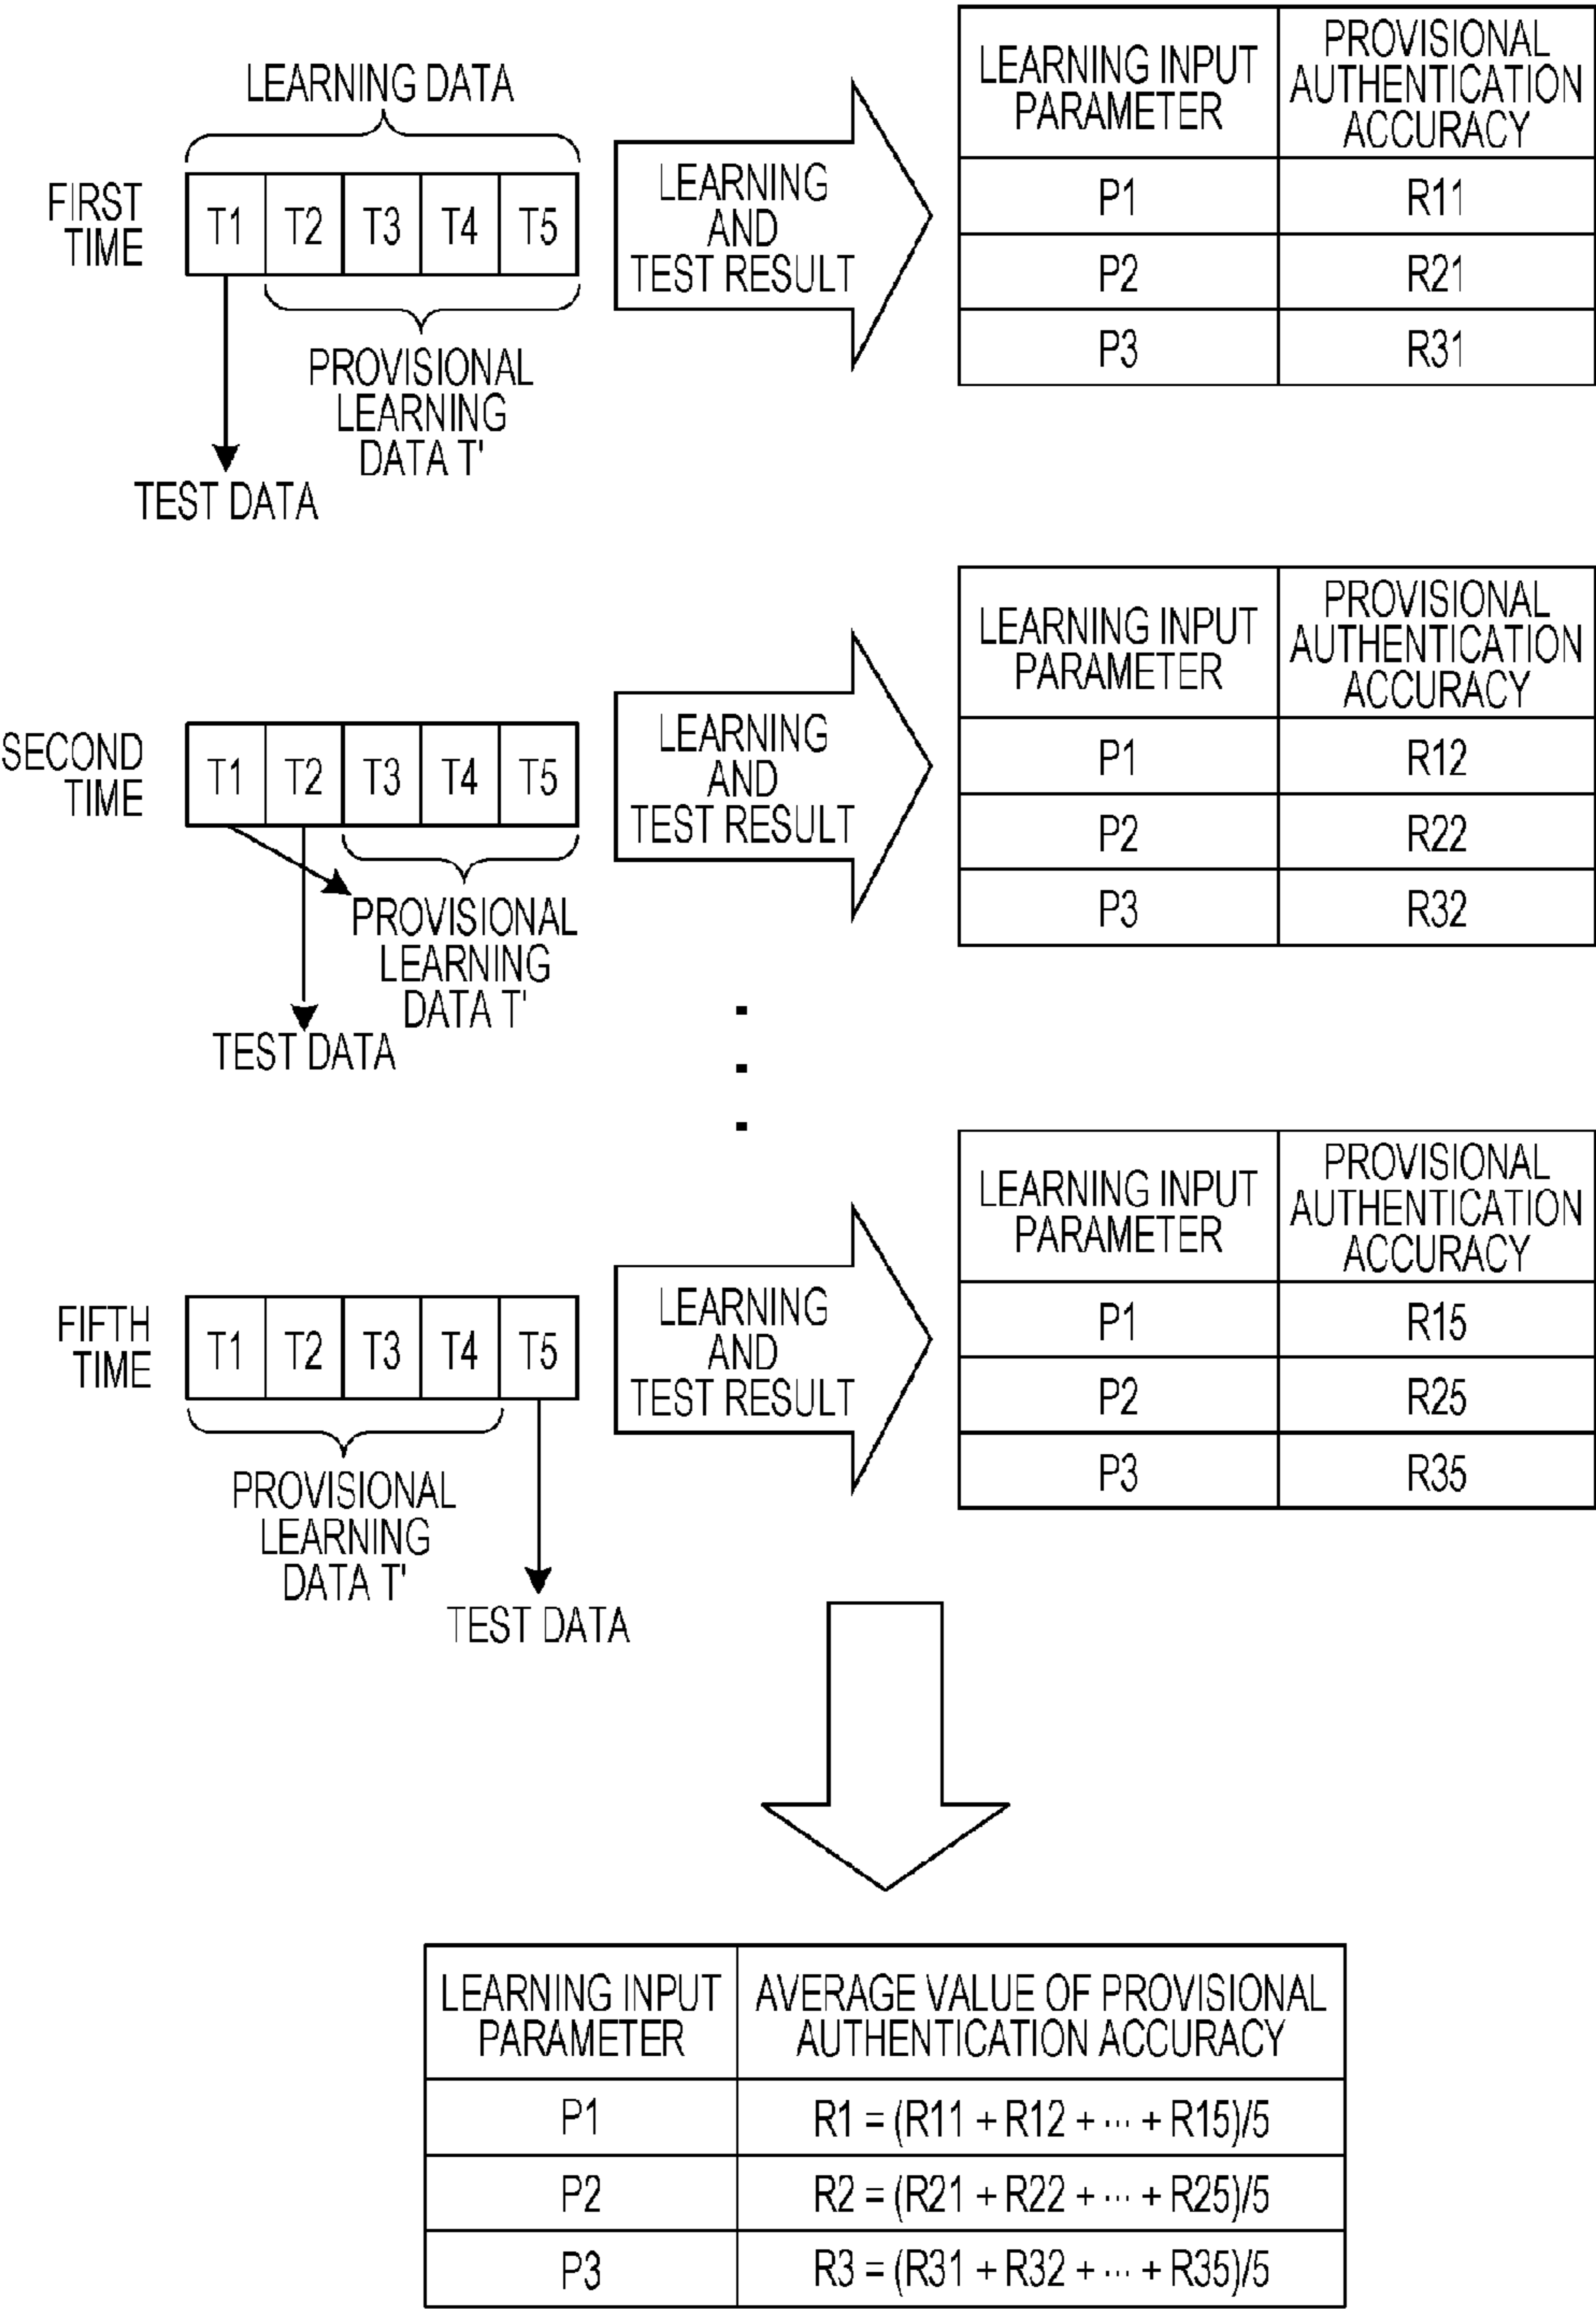 LEARNING DATA
FIRST
TIME
T1 T2 T3 T4 T5
PROVISIONAL
LEARNING
DATA T'
TEST DATA
LEARNING
AND
TEST RESULT
LEARNING INPUT
PARAMETER
PROVISIONAL
AUTHENTICATION
ACCURACY
P1 R11
P2 R21
P3 R31
SECOND
TIME
T1 T2 T3 T4 T5
PROVISIONAL
LEARNING
DATA T'
TEST DATA
LEARNING
AND
TEST RESULT
LEARNING INPUT
PARAMETER
PROVISIONAL
AUTHENTICATION
ACCURACY
P1 R12
P2 R22
P3 R32
FIFTH
TIME
T1 T2 T3 T4 T5
PROVISIONAL
LEARNING
DATA T'
TEST DATA
LEARNING
AND
TEST RESULT
LEARNING INPUT
PARAMETER
PROVISIONAL
AUTHENTICATION
ACCURACY
P1 R15
P2 R25
P3 R35
LEARNING INPUT
PARAMETER
AVERAGE VALUE OF PROVISIONAL
AUTHENTICATION ACCURACY
P1 R1 = (R11 + R12 + ··· + R15)/5
P2 R2 = (R21 + R22 + ··· + R25)/5
P3 R3 = (R31 + R32 + ··· + R35)/5